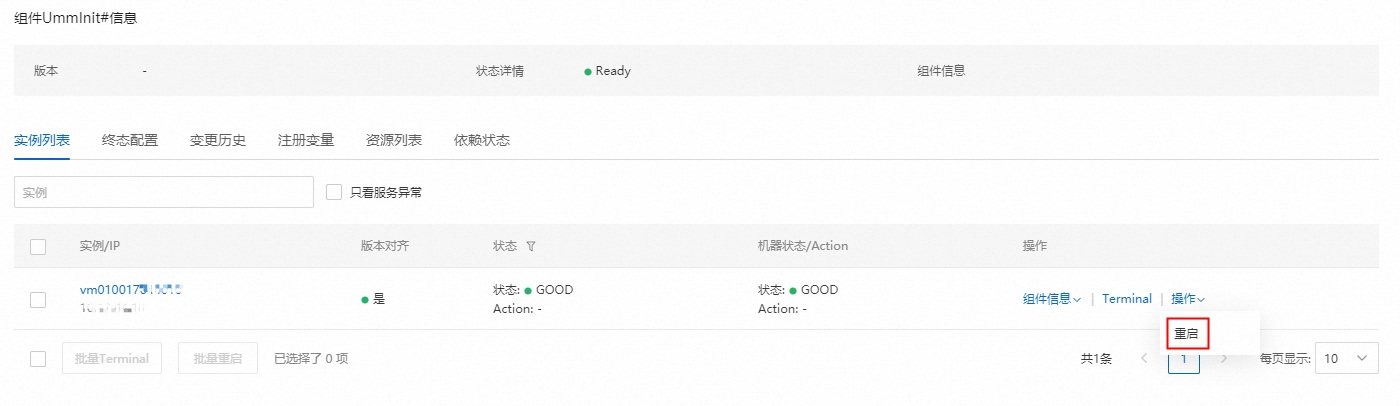 组件UmmInit#信息
版本 - 状态详情 Ready 组件信息
实例列表 终态配置 变更历史 注册变量 资源列表 依赖状态
实例 只看服务异常
实例/IP 版本对齐 状态 机器状态/Action 操作
是 状态: GOOD 状态: GOOD 组件信息 | Terminal | 操作
Action: - Action: -
重启
批量Terminal 批量重启 已选择了 0 项 共1条 1 每页显示: 10